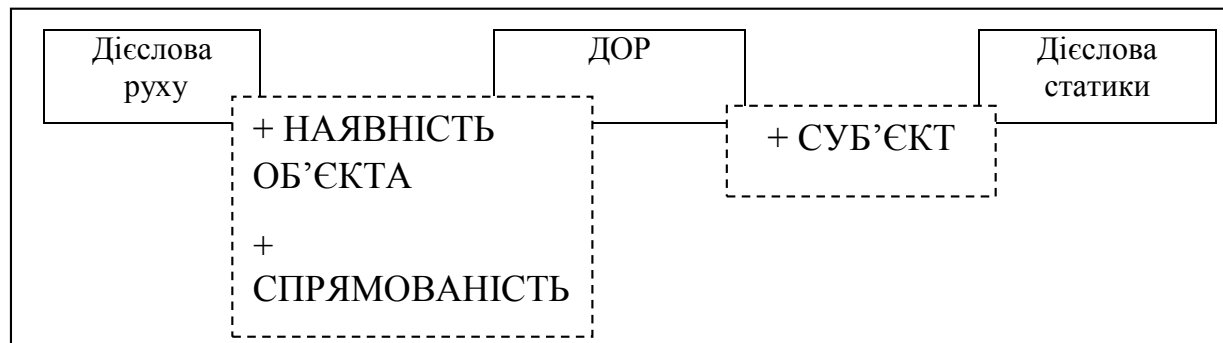 Дієслова
руху
ДОР
Дієслова
статики
+ НАЯВНІСТЬ
ОБ’ЄКТА
+
СПРЯМОВАНІСТЬ
+ СУБ’ЄКТ